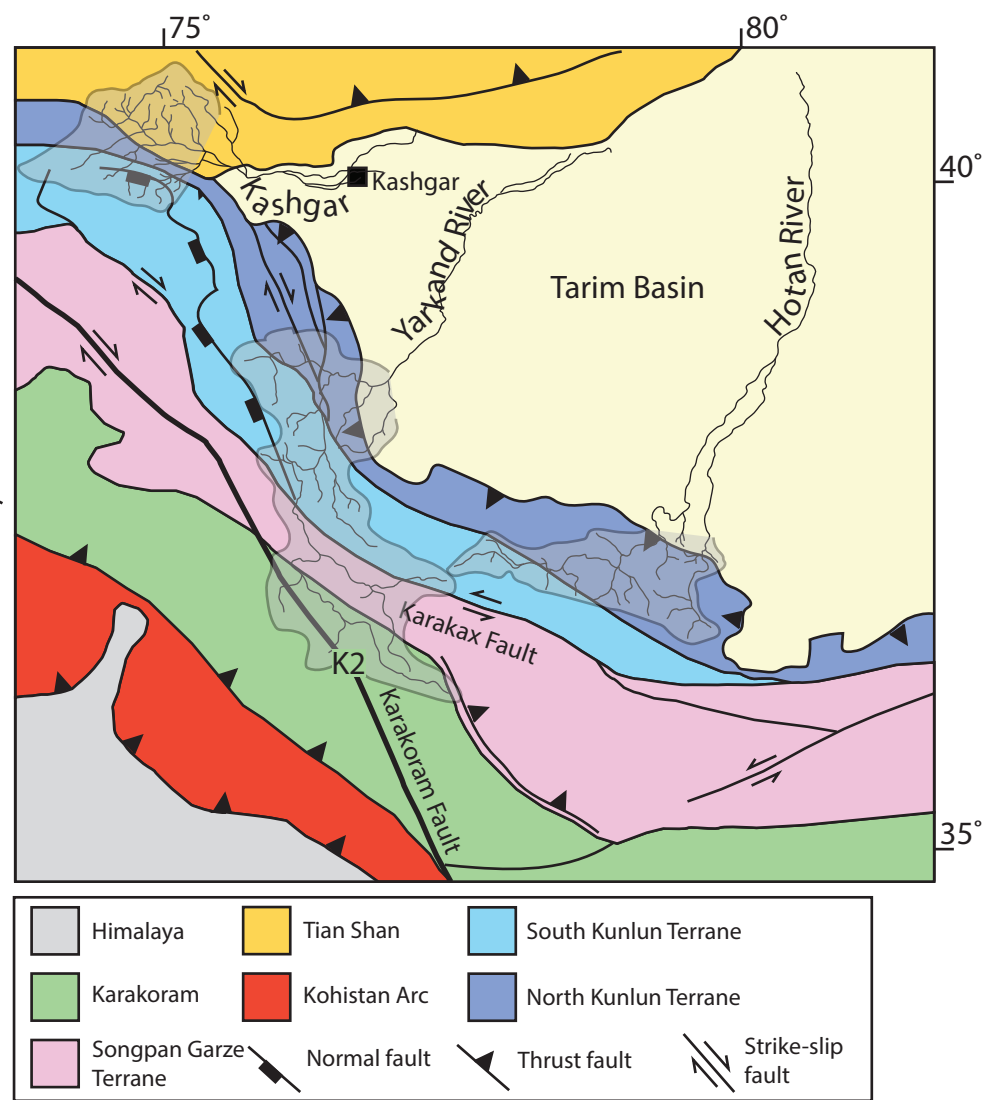 75°
80°
40°
Kashgar
Kashgar
Yarkand River
Hotan River
Tarim Basin
Karakax Fault
K2
Karakoram Fault
35°
Himalaya
Tian Shan
South Kunlun Terrane
Karakoram
Kohistan Arc
North Kunlun Terrane
Songpan Garze
Terrane
Normal fault
Thrust fault
Strike-slip
fault